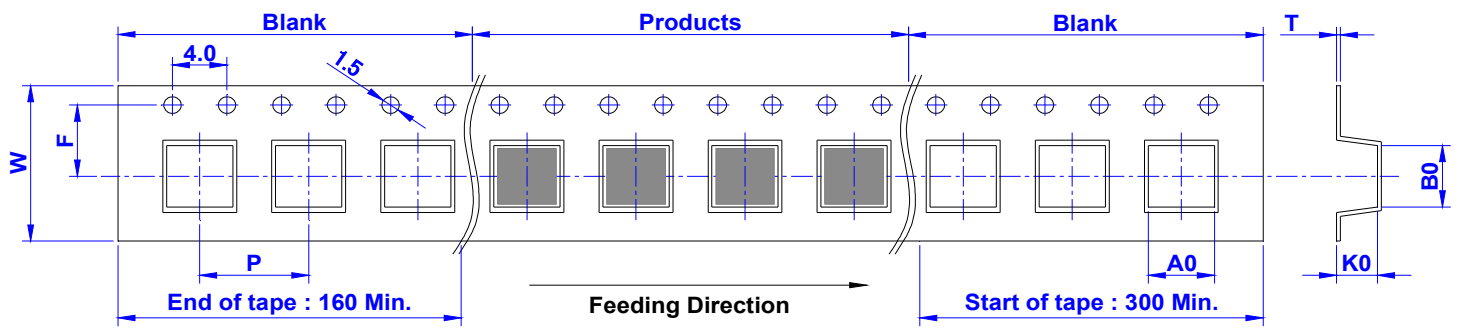 Blank
Products
Blank
T
4.0
1.5
F
W
B0
P
A0
K0
End of tape : 160 Min.
Feeding Direction
Start of tape : 300 Min.